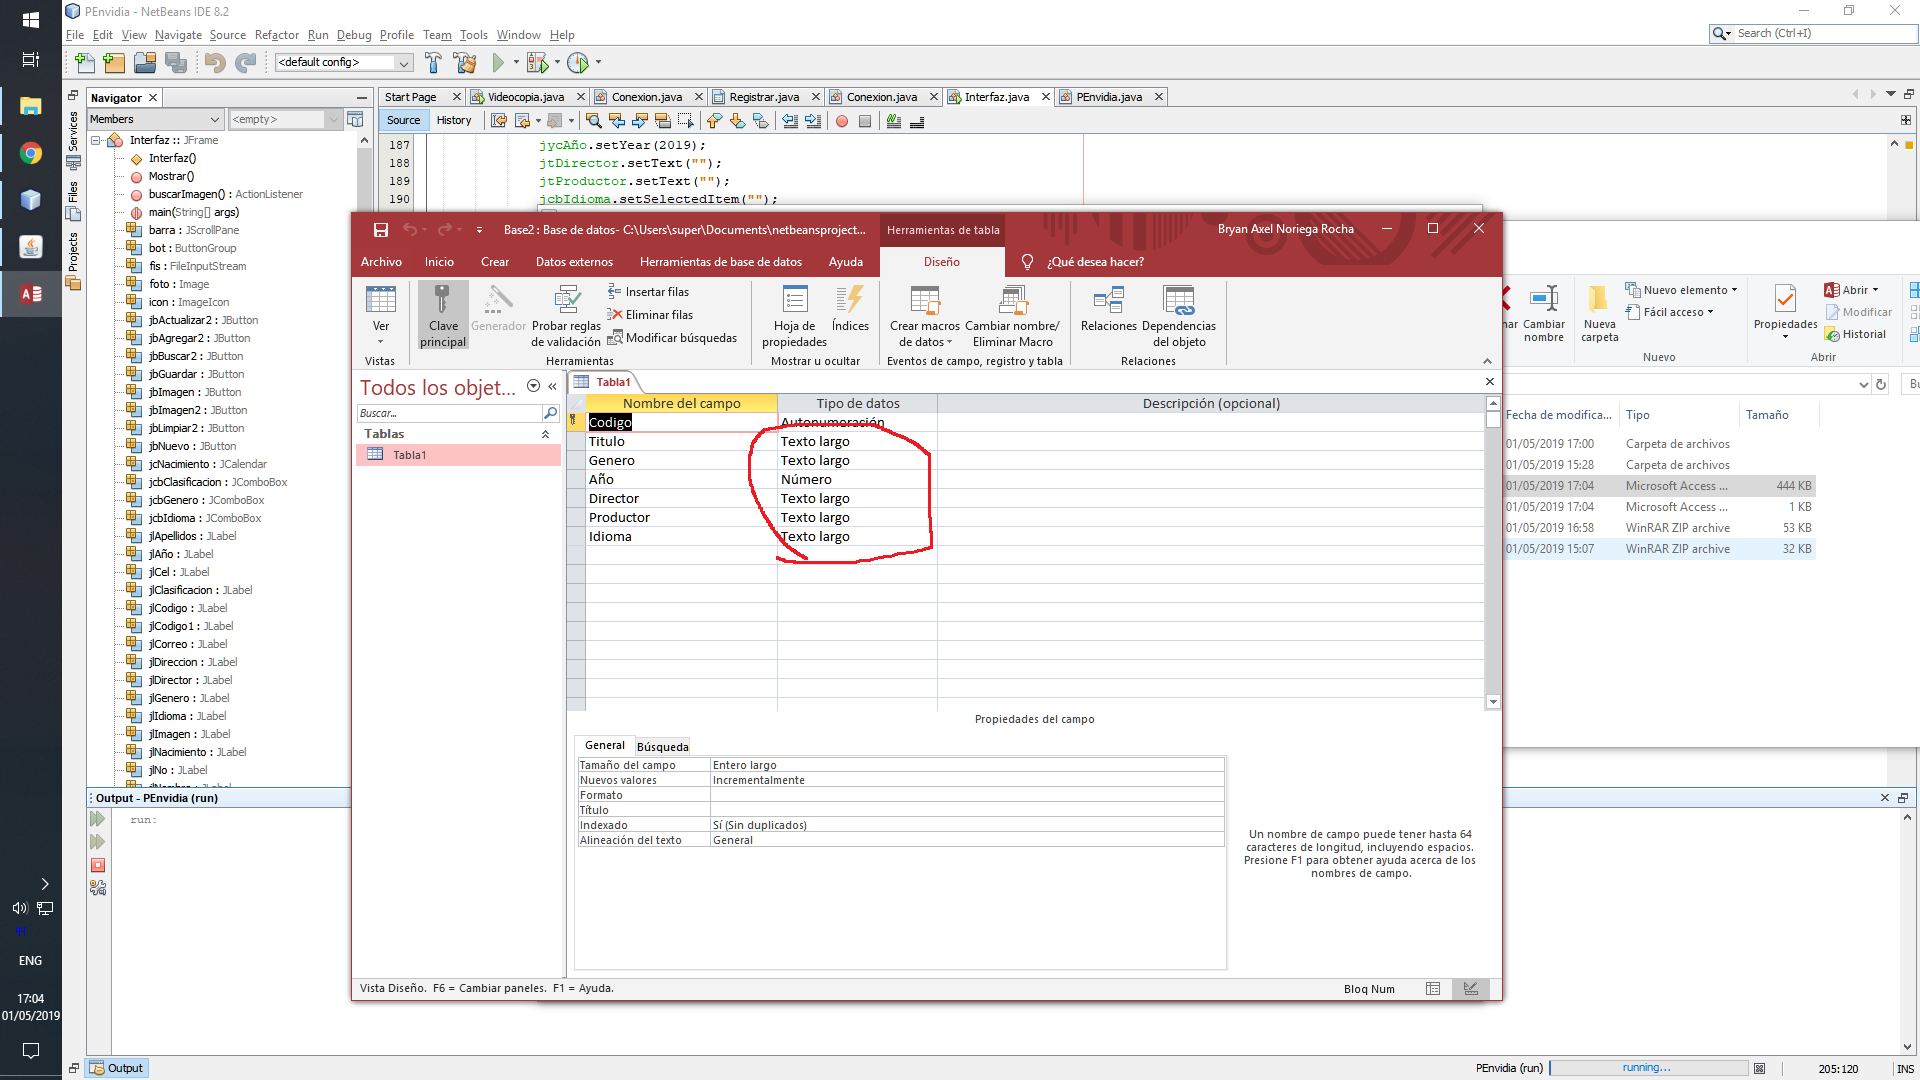 PEnvidia - NetBeans IDE 8.2
File Edit View Navigate Source Refactor Run Debug Profile Team Tools Window Help
Search (Ctrl+I)
<default config>
Navigator
Members
<empty>
Services
Files
Projects
Interfaz :: JFrame
Interfaz()
Mostrar()
buscarImagen() : ActionListener
main(String[] args)
barra : JScrollPane
bot : ButtonGroup
fis : FileInputStream
foto : Image
icon : ImageIcon
jbActualizar2 : JButton
jbAgregar2 : JButton
jbBuscar2 : JButton
jbGuardar : JButton
jbImagen : JButton
jbImagen2 : JButton
jbLimpiar2 : JButton
jbNuevo : JButton
jcNacimiento : JCalendar
jcbClasificacion : JComboBox
jcbGenero : JComboBox
jcbIdioma : JComboBox
jlApellidos : JLabel
jlAño : JLabel
jlCel : JLabel
jlClasificacion : JLabel
jlCodigo : JLabel
jlCodigo1 : JLabel
jlCorreo : JLabel
jlDireccion : JLabel
jlDirector : JLabel
jlGenero : JLabel
jlIdioma : JLabel
jlImagen : JLabel
jlNacimiento : JLabel
jlNo : JLabel
Start Page Videocopia.java Conexion.java Registrar.java Conexion.java Interfaz.java PEnvidia.java
Source History
187 jycAño.setYear(2019);
188 jtDirector.setText("");
189 jtProductor.setText("");
190 jcbIdioma.setSelectedItem("");
Base2 : Base de datos- C:\Users\super\Documents\netbeansproject...
Herramientas de tabla
Bryan Axel Noriega Rocha
Archivo Inicio Crear Datos externos Herramientas de base de datos Ayuda Diseño ¿Qué desea hacer?
Ver
Vistas
Clave principal
Generador
Probar reglas de validación
Insertar filas
Eliminar filas
Modificar búsquedas
Herramientas
Hoja de propiedades
Índices
Mostrar u ocultar
Crear macros de datos
Cambiar nombre/ Eliminar Macro
Eventos de campo, registro y tabla
Relaciones
Dependencias del objeto
Relaciones
Todos los objet...
Buscar...
Tablas
Tabla1
Tabla1
Nombre del campo Tipo de datos Descripción (opcional)
Codigo Autonumeración
Titulo Texto largo
Genero Texto largo
Año Número
Director Texto largo
Productor Texto largo
Idioma Texto largo
Propiedades del campo
General Búsqueda
Tamaño del campo Entero largo
Nuevos valores Incrementalmente
Formato
Título
Indexado Sí (Sin duplicados)
Alineación del texto General
Un nombre de campo puede tener hasta 64
caracteres de longitud, incluyendo espacios.
Presione F1 para obtener ayuda acerca de los
nombres de campo.
Vista Diseño. F6 = Cambiar paneles. F1 = Ayuda.
Bloq Num
Cambiar nombre
Nueva carpeta
Nuevo elemento
Fácil acceso
Nuevo
Propiedades
Abrir
Modificar
Historial
Abrir
Fecha de modifica... Tipo Tamaño
01/05/2019 17:00 Carpeta de archivos
01/05/2019 15:28 Carpeta de archivos
01/05/2019 17:04 Microsoft Access ... 444 KB
01/05/2019 17:04 Microsoft Access ... 1 KB
01/05/2019 16:58 WinRAR ZIP archive 53 KB
01/05/2019 15:07 WinRAR ZIP archive 32 KB
Output - PEnvidia (run)
run:
ENG
17:04
01/05/2019
Output
PEnvidia (run) running... 205:120 INS